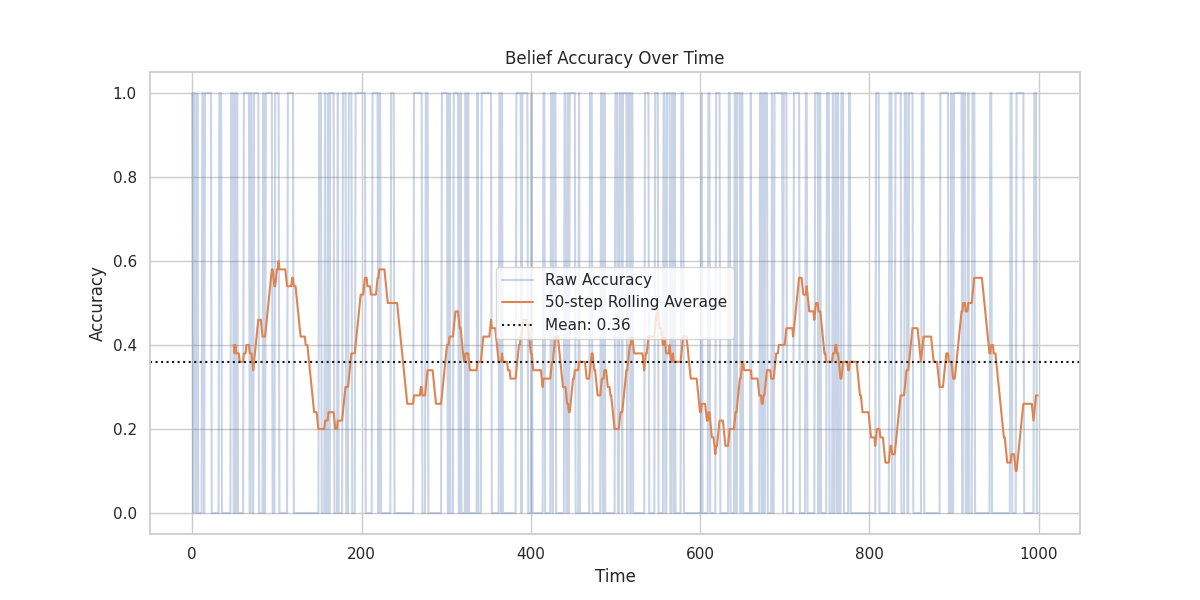 Belief Accuracy Over Time
Accuracy
1.0
0.8
0.6
0.4
0.2
0.0
Raw Accuracy
50-step Rolling Average
Mean: 0.36
0 200 400 600 800 1000
Time